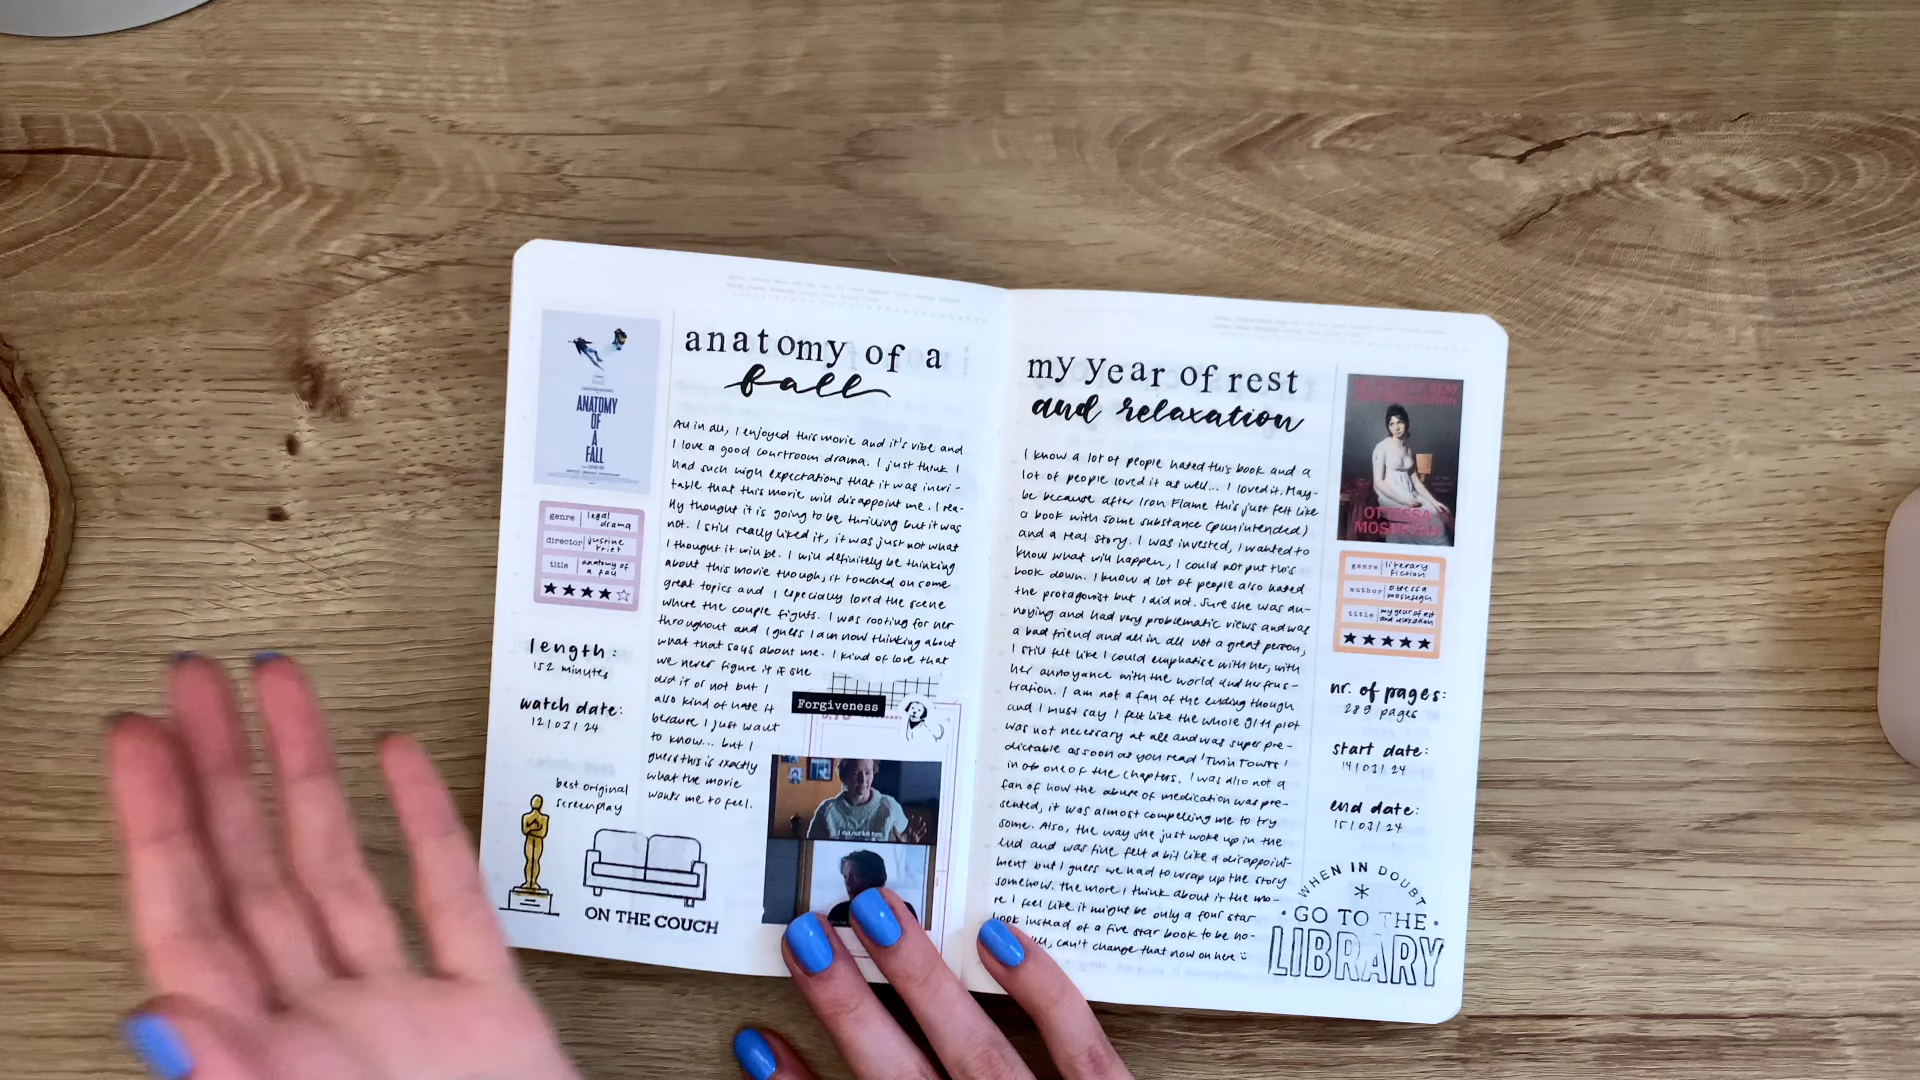 ANATOMY
OF
A
FALL
genre legal
drama
director justine
triet
title anatomy of
a fall
length:
152 minutes
watch date:
12/03/24
best original
screenplay
ON THE COUCH
anatomy of a
fall
All in all, I enjoyed this movie and it's vibe and
I love a good courtroom drama. I just think I
had such high expectations that it was inevi-
table that this movie will disappoint me. I rea-
lly thought it is going to be thrilling but it was
not. I still really liked it, it was just not what
I thought it will be. I will definitely be thinking
about this movie though, it touched on some
great topics and I especially loved the scene
where the couple fights. I was rooting for her
throughout and I guess I am now thinking about
what that says about me. I kind of love that
we never figure it if she
did it or not but I
also kind of hate it
because I just want
to know... but I
guess this is exactly
what the movie
wants me to feel.
Forgiveness
I did not kill him.
my year of rest
and relaxation
I know a lot of people hated this book and a
lot of people loved it as well... I loved it. May-
be because after Iron Flame this just felt like
a book with some substance (pun intended)
and a real story. I was invested, I wanted to
know what will happen, I could not put this
book down. I know a lot of people also hated
the protagonist but I did not. Sure she was an-
noying and had very problematic views and was
a bad friend and all in all not a great person,
I still felt like I could emphatise with her, with
her annoyance with the world and her frus-
tration. I am not a fan of the ending though
and I must say I felt like the whole 9/11 plot
was not necessary at all and was super pre-
dictable as soon as you read 'Twin Towers'
in one of the chapters. I was also not a
fan of how the abuse of medication was pre-
sented, it was almost compelling me to try
some. Also, the way she just woke up in the
end and was fine felt a bit like a disappoint-
ment but I guess we had to wrap up the story
somehow. The more I think about it the mo-
re I feel like it might be only a four star
book instead of a five star book to be ho-
can't change that now on here
MY YEAR OF REST
AND RELAXATION
OTTESSA
MOSHFEGH
genre literary
fiction
author ottessa
moshfegh
title my year of rest
and relaxation
nr. of pages:
289 pages
start date:
14/03/24
end date:
15/03/24
WHEN IN DOUBT
GO TO THE
LIBRARY